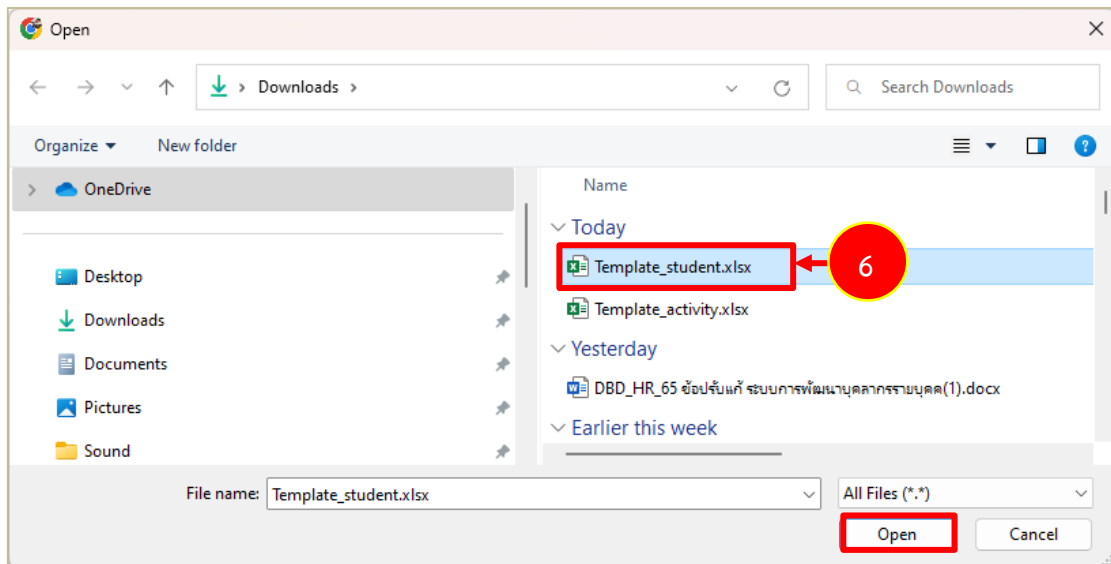 Open
Downloads
Search Downloads
Organize
New folder
OneDrive
Desktop
Downloads
Documents
Pictures
Sound
Name
Today
Template_student.xlsx
6
Template_activity.xlsx
Yesterday
DBD_HR_65 ข้อปรับแก้ ระบบการพัฒนาบุคลากรรายบุคค(1).docx
Earlier this week
File name:
Template_student.xlsx
All Files (*.*)
Open
Cancel